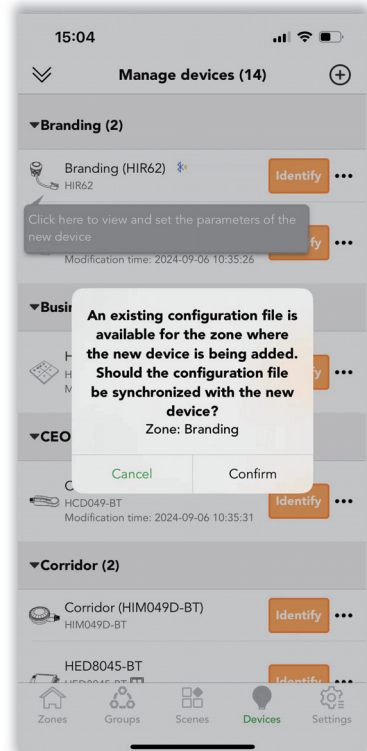 15:04
Manage devices (14)
Branding (2)
Branding (HIR62)
HIR62
Identify
Click here to view and set the parameters of the
new device
fy
Modification time: 2024-09-06 10:35:26
Busi
An existing configuration file is
available for the zone where
the new device is being added.
Should the configuration file
be synchronized with the new
device?
Zone: Branding
Cancel
Confirm
H
H
M
y
CEO
C
HCD049-BT
Modification time: 2024-09-06 10:35:31
Identify
Corridor (2)
Corridor (HIM049D-BT)
HIM049D-BT
Identify
HED8045-BT
HED8045-BT
Identify
Zones
Groups
Scenes
Devices
Settings